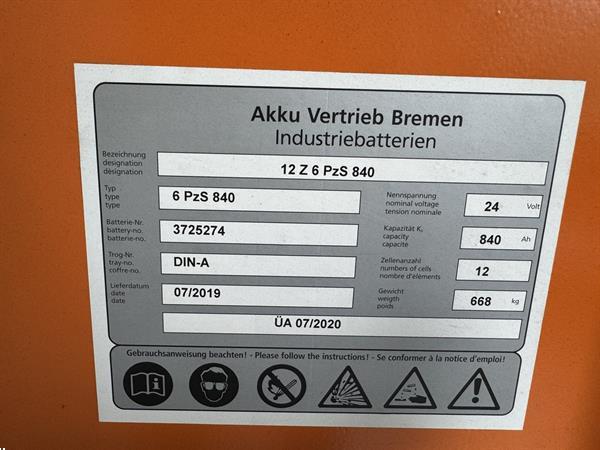 Akku Vertrieb Bremen
Industriebatterien
Bezeichnung
designation
désignation
12 Z 6 PzS 840
Typ
type
type
6 PzS 840
Nennspannung
nominal voltage
tension nominale
24 Volt
Batterie-Nr.
battery-no.
batterie-no.
3725274
Kapazität K₅
capacity
capacite
840 Ah
Trog-Nr.
tray-no.
coffre-no.
DIN-A
Zellenanzahl
numbers of cells
nombre d'èléments
12
Lieferdatum
date
date
07/2019
Gewicht
weigth
poids
668 kg
ÜA 07/2020
Gebrauchsanweisung beachten! - Please follow the instructions! - Se conformer à la notice d'emploi!